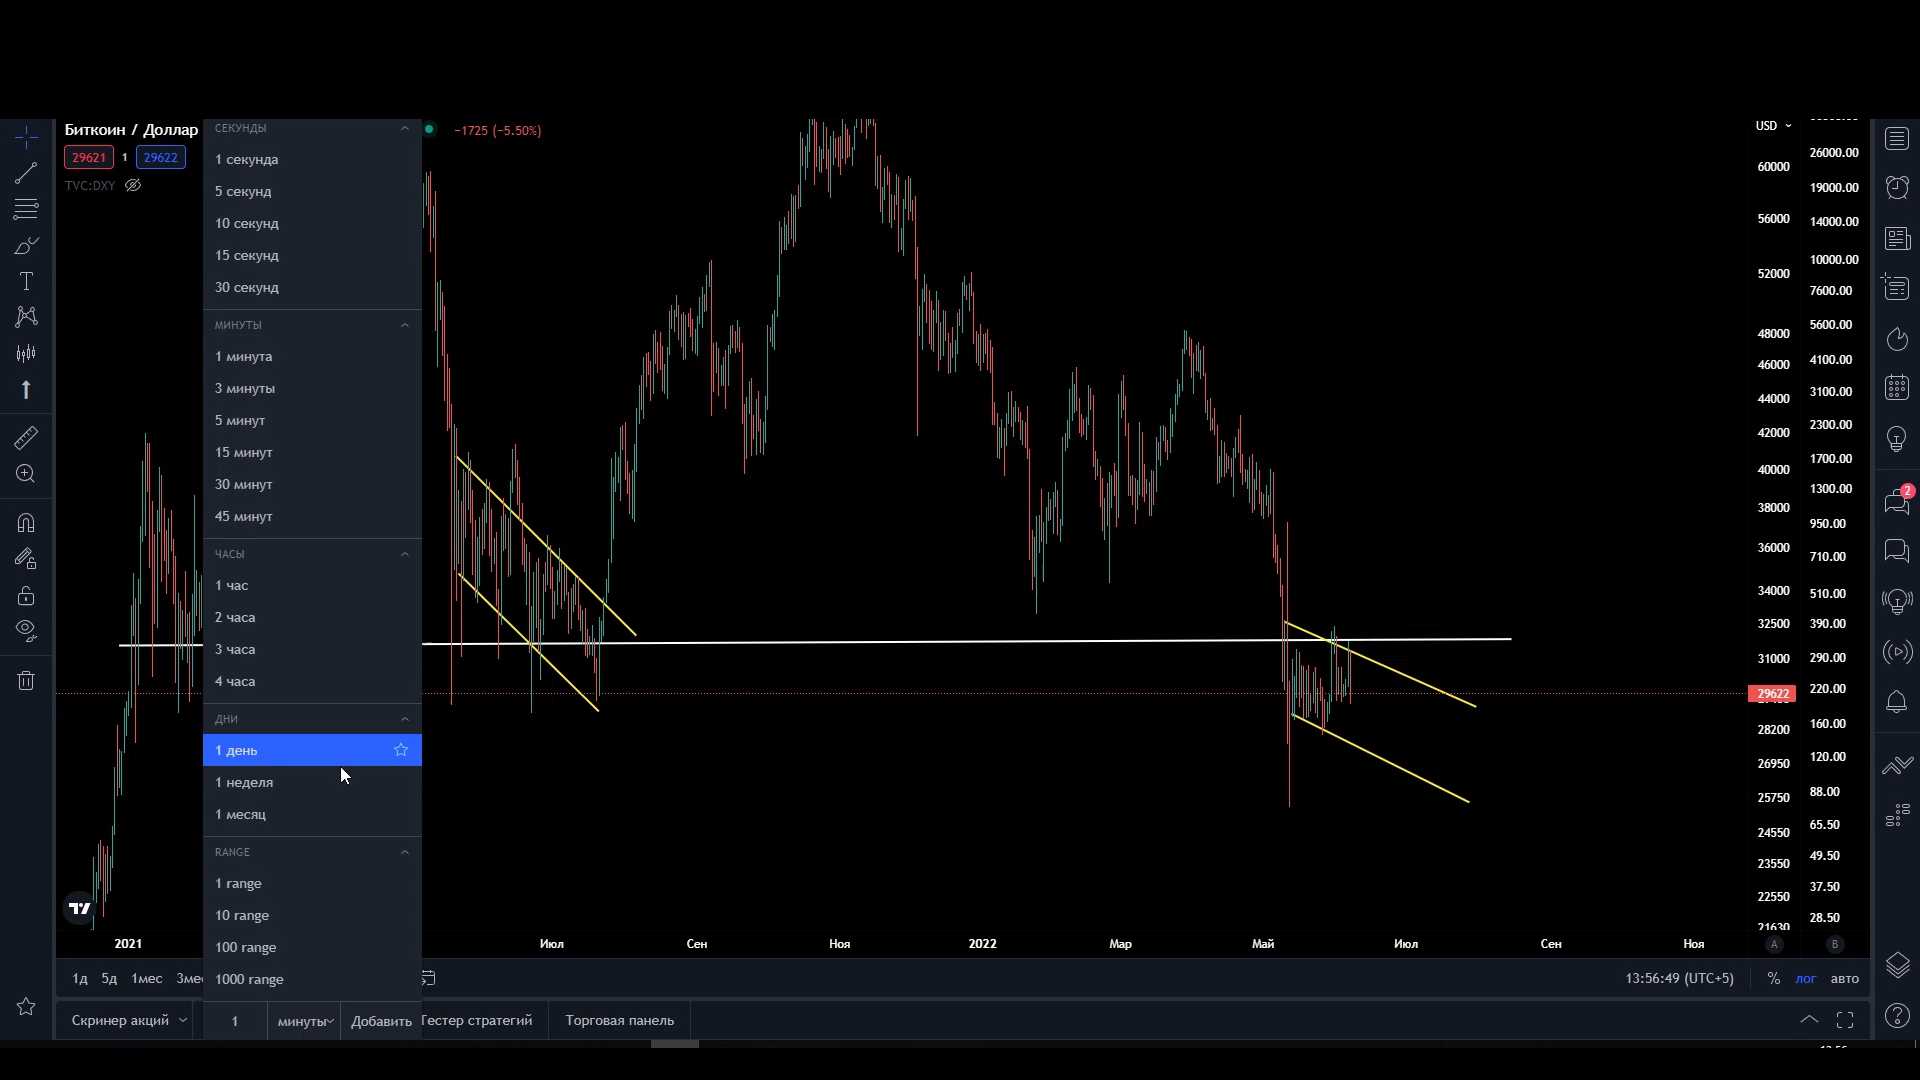 Биткоин / Доллар
−1725 (−5.50%)
29621 1 29622
TVC:DXY
СЕКУНДЫ
1 секунда
5 секунд
10 секунд
15 секунд
30 секунд
МИНУТЫ
1 минута
3 минуты
5 минут
15 минут
30 минут
45 минут
ЧАСЫ
1 час
2 часа
3 часа
4 часа
ДНИ
1 день
1 неделя
1 месяц
RANGE
1 range
10 range
100 range
1000 range
1 минуты Добавить
USD
60000
56000
52000
48000
46000
44000
42000
40000
38000
36000
34000
32500
31000
29622
28200
26950
25750
24550
23550
22550
21630
26000.00
19000.00
14000.00
10000.00
7600.00
5600.00
4100.00
3100.00
2300.00
1700.00
1300.00
950.00
710.00
510.00
390.00
290.00
220.00
160.00
120.00
88.00
65.50
49.50
37.50
28.50
2
2021 Июл Сен Ноя 2022 Мар Май Июл Сен Ноя
A B
1д 5д 1мес 3мес
13:56:49 (UTC+5) % лог авто
Скринер акций Тестер стратегий Торговая панель